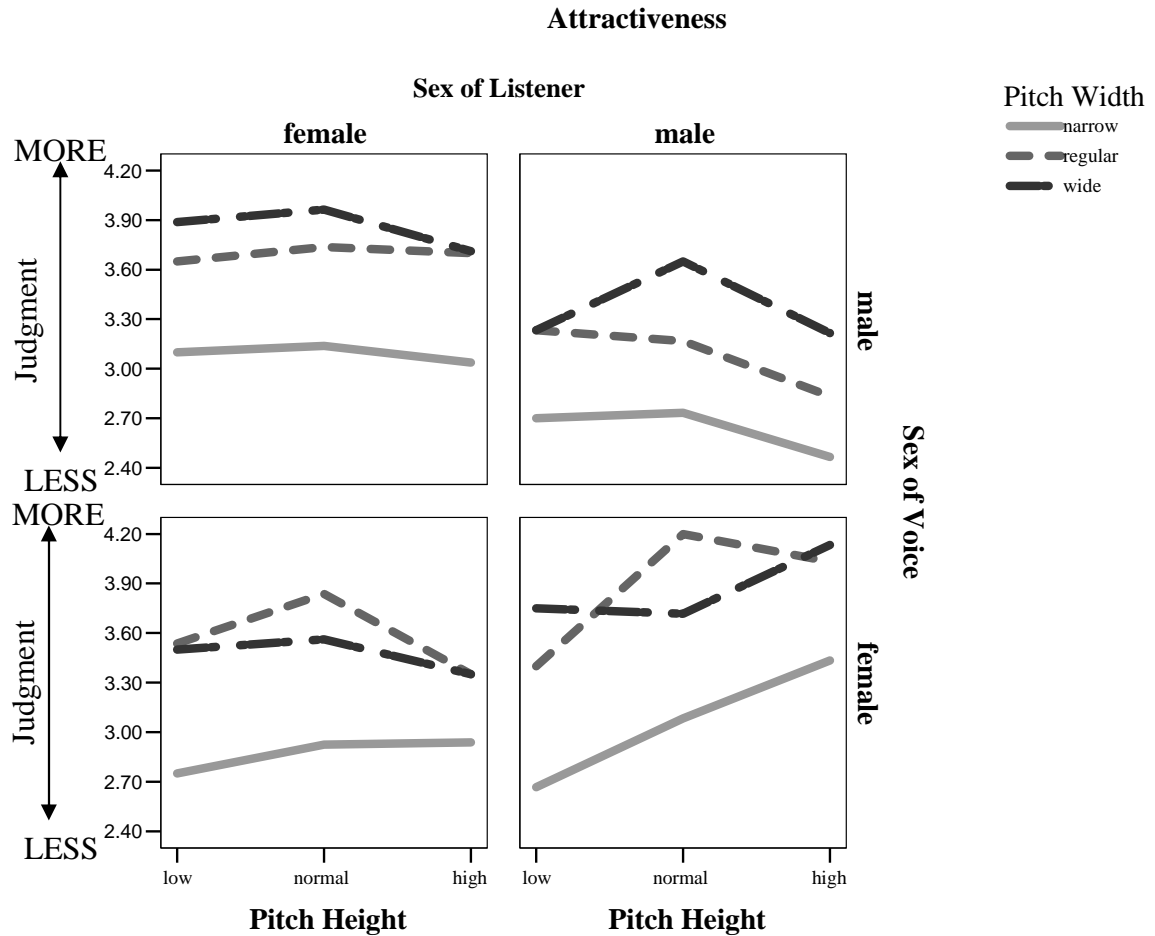 Attractiveness
Sex of Listener
Pitch Width
narrow
regular
wide
female
male
MORE
4.20
3.90
3.60
3.30
3.00
2.70
2.40
Judgment
LESS
male
Sex of Voice
MORE
4.20
3.90
3.60
3.30
3.00
2.70
2.40
Judgment
LESS
female
low
normal
high
low
normal
high
Pitch Height
Pitch Height